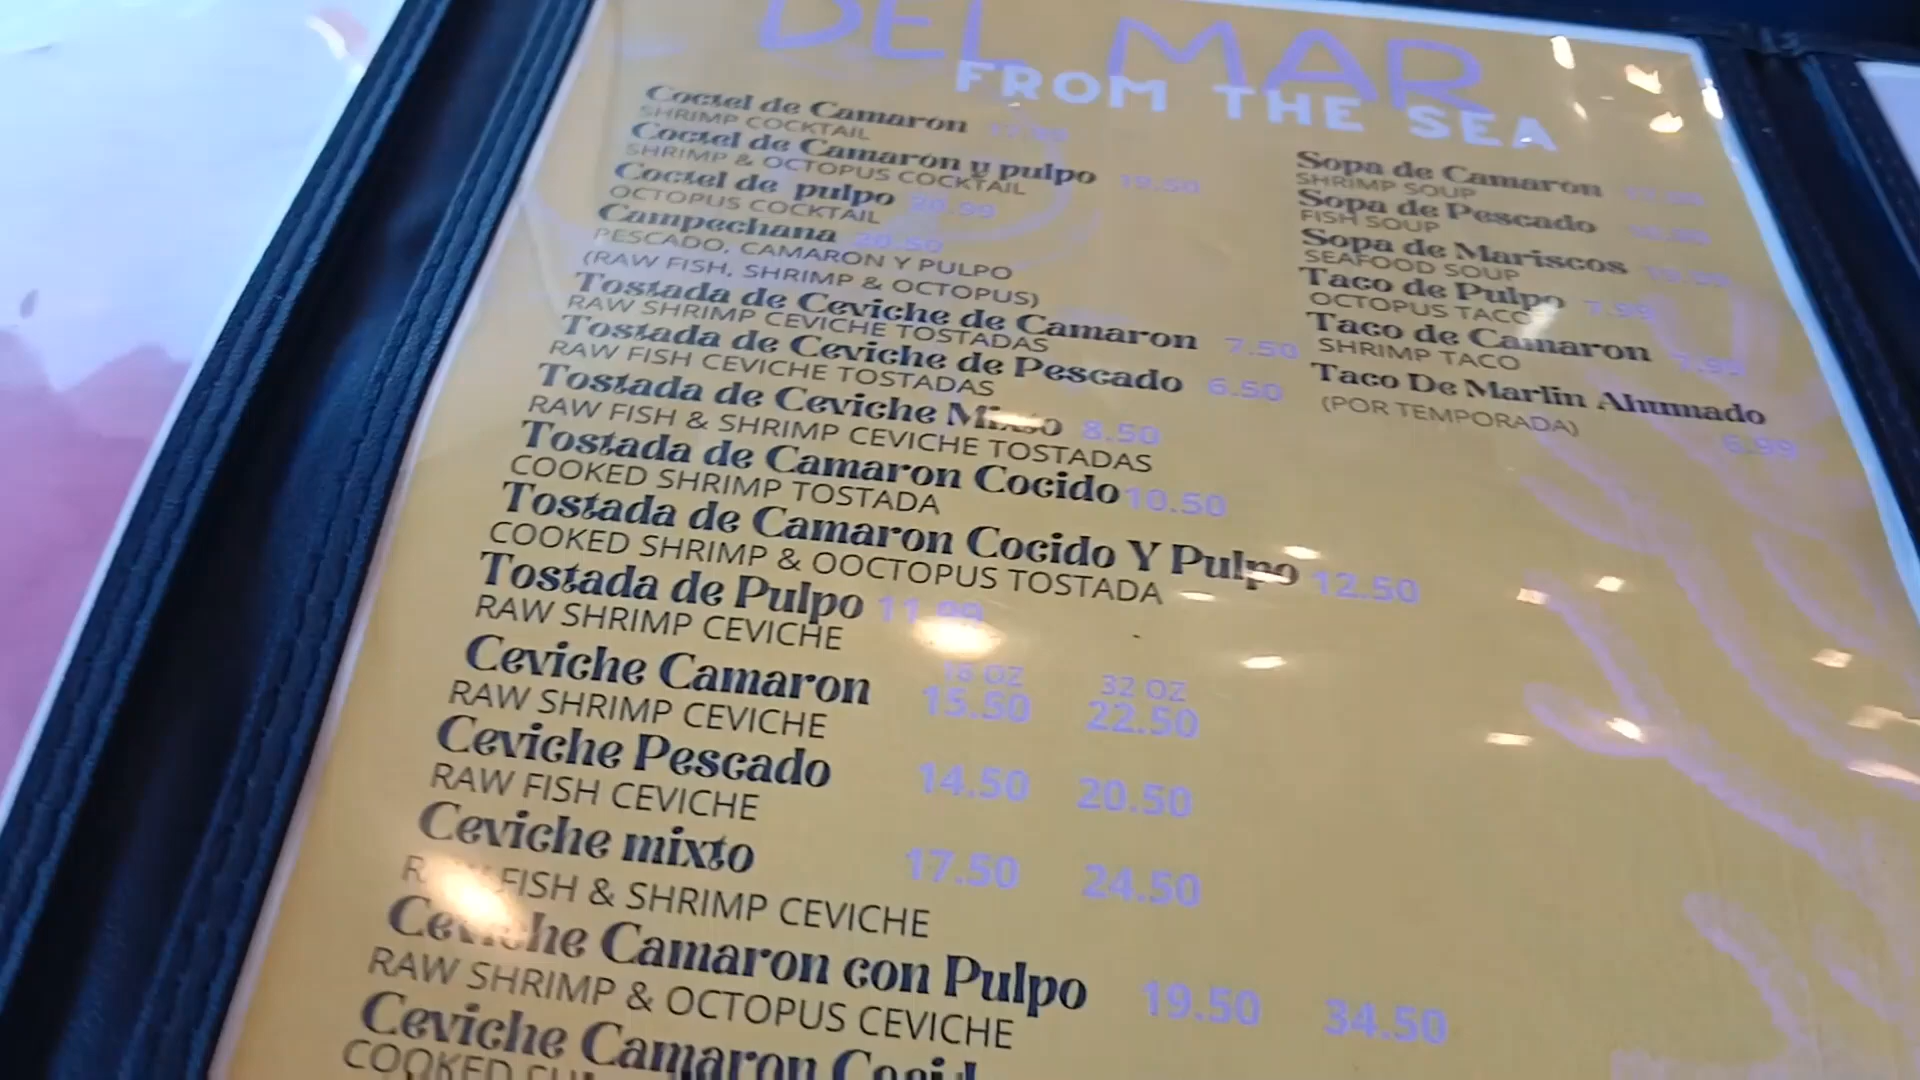 DEL MAR
FROM THE SEA
Coctel de Camaron
SHRIMP COCKTAIL
Coctel de Camaron y pulpo 19.50
SHRIMP & OCTOPUS COCKTAIL
Coctel de pulpo 20.99
OCTOPUS COCKTAIL
Campechana 20.50
PESCADO, CAMARON Y PULPO
(RAW FISH, SHRIMP & OCTOPUS)
Tostada de Ceviche de Camaron 7.50
RAW SHRIMP CEVICHE TOSTADAS
Tostada de Ceviche de Pescado 6.50
RAW FISH CEVICHE TOSTADAS
Tostada de Ceviche Mixto 8.50
RAW FISH & SHRIMP CEVICHE TOSTADAS
Tostada de Camaron Cocido 10.50
COOKED SHRIMP TOSTADA
Tostada de Camaron Cocido Y Pulpo 12.50
COOKED SHRIMP & OOCTOPUS TOSTADA
Tostada de Pulpo 11.99
RAW SHRIMP CEVICHE
16 OZ 32 OZ
Ceviche Camaron 15.50 22.50
RAW SHRIMP CEVICHE
Ceviche Pescado 14.50 20.50
RAW FISH CEVICHE
Ceviche mixto 17.50 24.50
RAW FISH & SHRIMP CEVICHE
Ceviche Camaron con Pulpo 19.50 34.50
RAW SHRIMP & OCTOPUS CEVICHE
Ceviche Camaron
COOKED
Sopa de Camaron
SHRIMP SOUP
Sopa de Pescado
FISH SOUP
Sopa de Mariscos
SEAFOOD SOUP
Taco de Pulpo 7.99
OCTOPUS TACO
Taco de Camaron 7.99
SHRIMP TACO
Taco De Marlin Ahumado
(POR TEMPORADA)
6.99